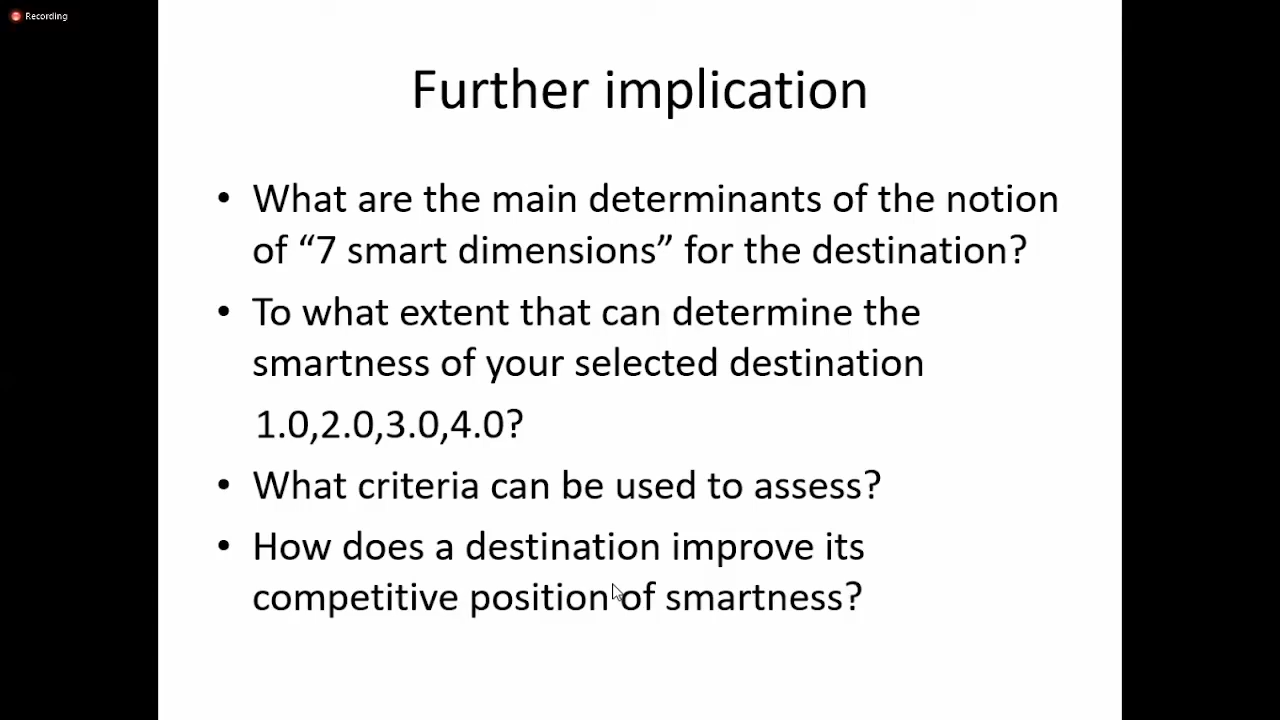 Recording
Further implication
• What are the main determinants of the notion
of “7 smart dimensions” for the destination?
• To what extent that can determine the
smartness of your selected destination
1.0,2.0,3.0,4.0?
• What criteria can be used to assess?
• How does a destination improve its
competitive position of smartness?